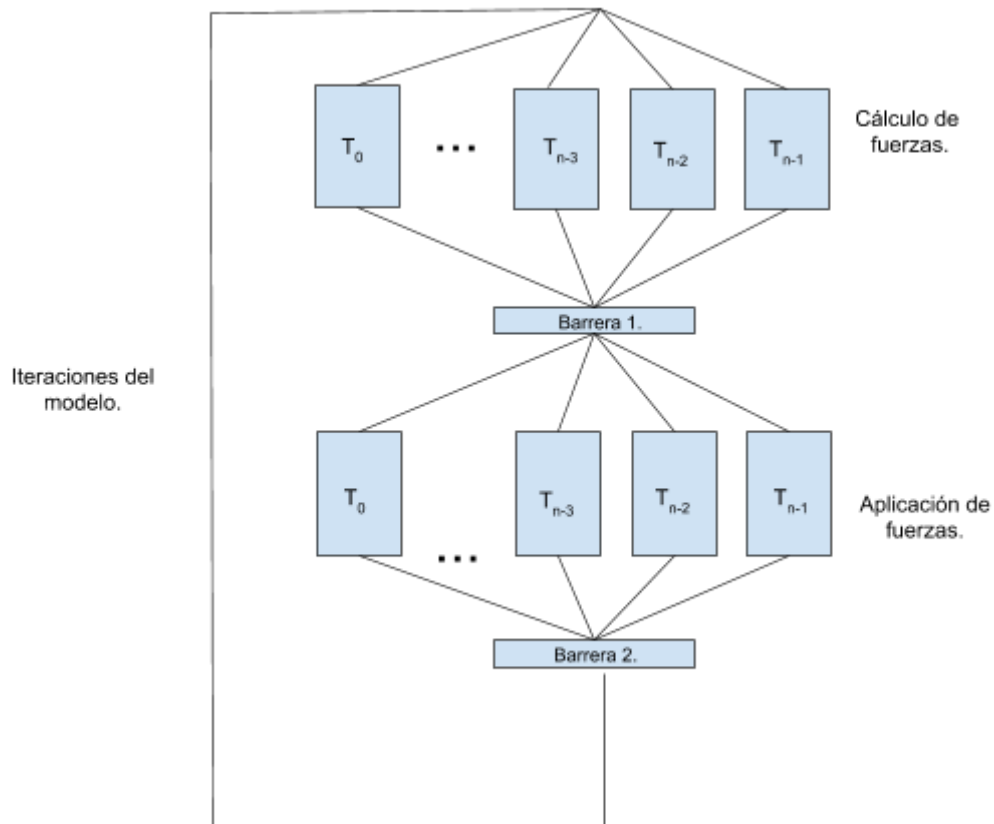 T0
...
Tn-3
Tn-2
Tn-1
Cálculo de
fuerzas.
Barrera 1.
Iteraciones del
modelo.
T0
...
Tn-3
Tn-2
Tn-1
Aplicación de
fuerzas.
Barrera 2.